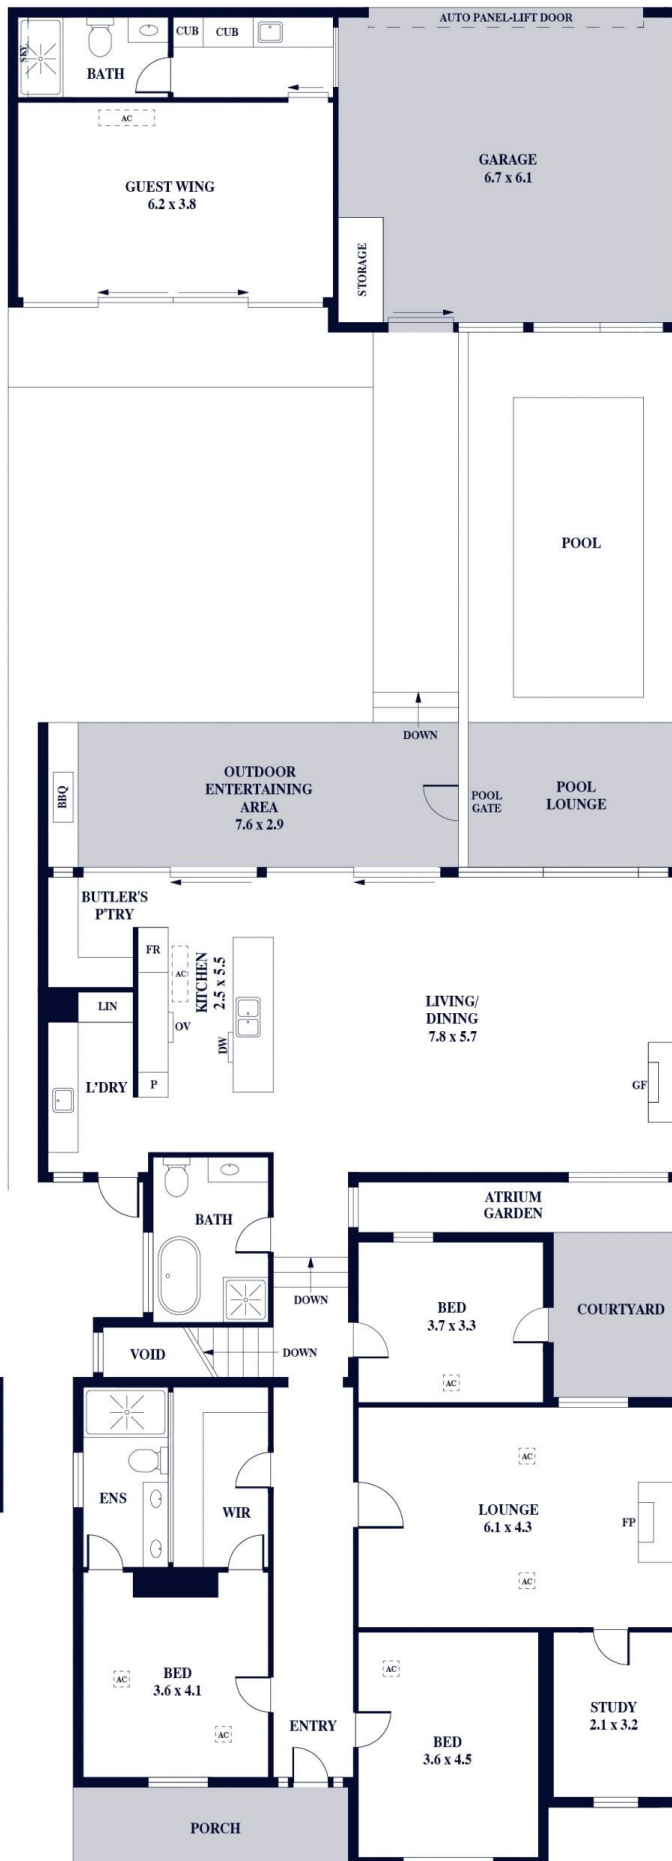 AUTO PANEL-LIFT DOOR
SKY
BATH
CUB
CUB
AC
GUEST WING
6.2 x 3.8
GARAGE
6.7 x 6.1
STORAGE
POOL
DOWN
BBQ
OUTDOOR
ENTERTAINING
AREA
7.6 x 2.9
POOL
GATE
POOL
LOUNGE
BUTLER'S
P'TRY
FR
AC
KITCHEN
2.5 x 5.5
OV
DW
P
LIN
L'DRY
LIVING/
DINING
7.8 x 5.7
GF
BATH
ATRIUM
GARDEN
DOWN
BED
3.7 x 3.3
AC
COURTYARD
VOID
DOWN
ENS
WIR
AC
LOUNGE
6.1 x 4.3
FP
AC
BED
3.6 x 4.1
AC
AC
ENTRY
AC
BED
3.6 x 4.5
STUDY
2.1 x 3.2
PORCH